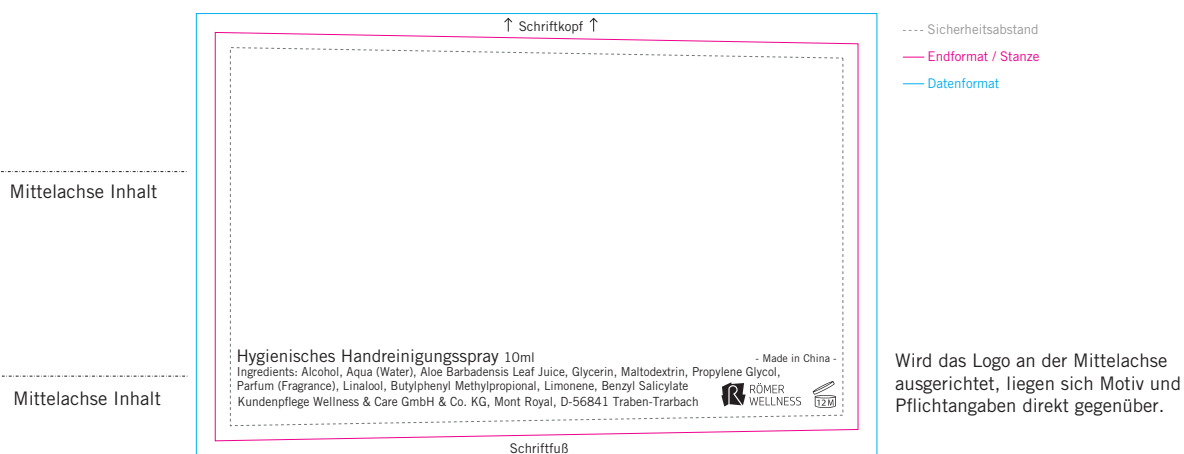 ↑ Schriftkopf ↑
Sicherheitsabstand
Endformat / Stanze
Datenformat
Mittelachse Inhalt
Hygienisches Handreinigungsspray 10ml
- Made in China -
Ingredients: Alcohol, Aqua (Water), Aloe Barbadensis Leaf Juice, Glycerin, Maltodextrin, Propylene Glycol,
Parfum (Fragrance), Linalool, Butylphenyl Methylpropional, Limonene, Benzyl Salicylate
Kundenpflege Wellness & Care GmbH & Co. KG, Mont Royal, D-56841 Traben-Trarbach
R RÖMER
WELLNESS
12M
Mittelachse Inhalt
Wird das Logo an der Mittelachse
ausgerichtet, liegen sich Motiv und
Pflichtangaben direkt gegenüber.
Schriftfuß